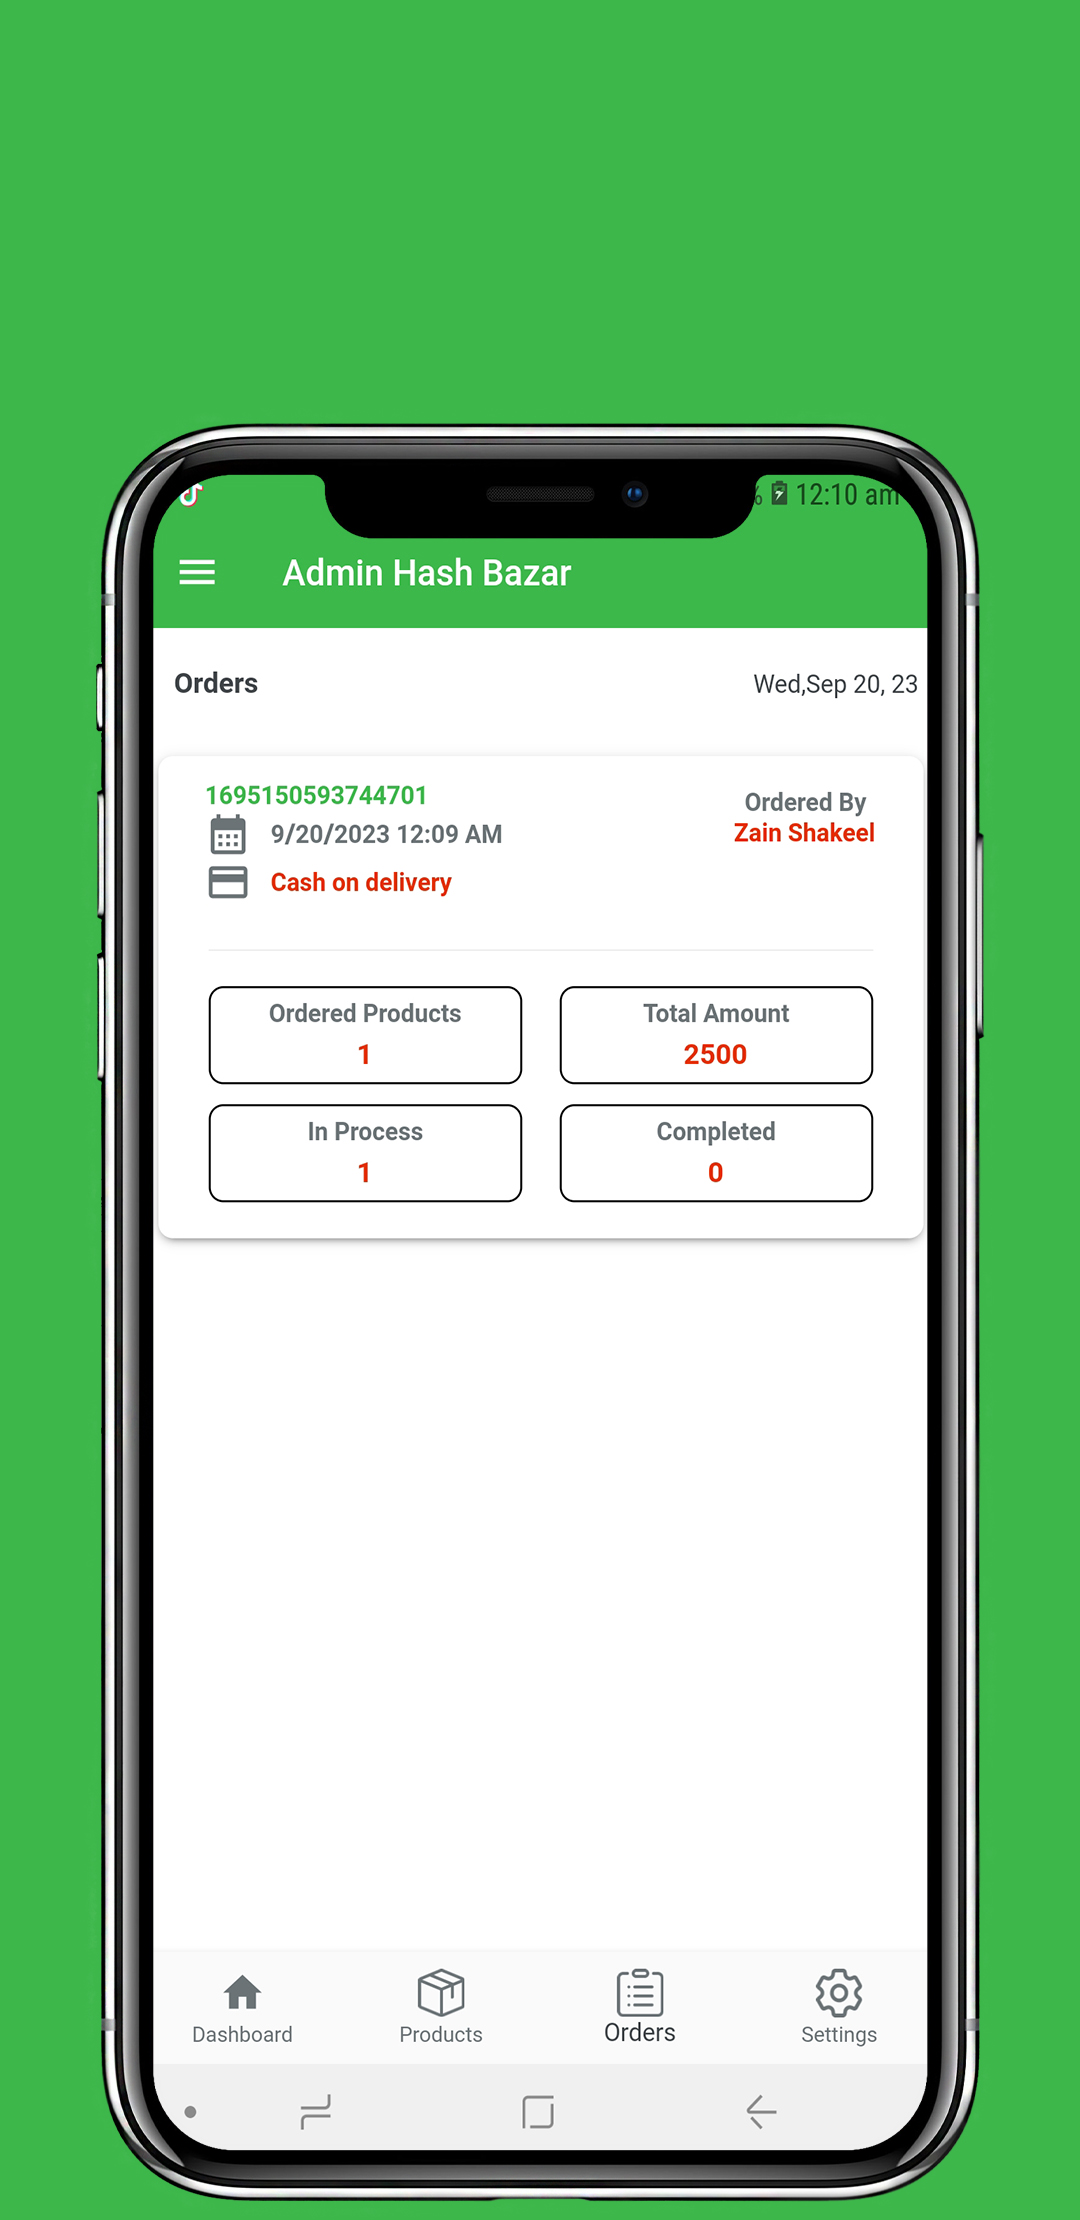 12:10 am
Admin Hash Bazar
Orders
Wed,Sep 20, 23
1695150593744701
9/20/2023 12:09 AM
Cash on delivery
Ordered By
Zain Shakeel
Ordered Products
1
Total Amount
2500
In Process
1
Completed
0
Dashboard
Products
Orders
Settings